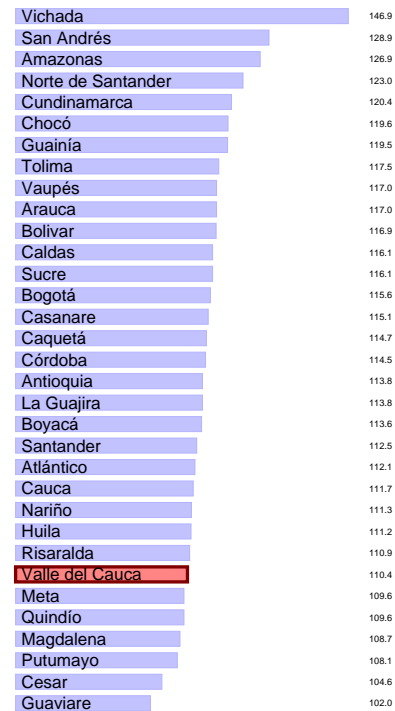 Vichada 146.9
San Andrés 128.9
Amazonas 126.9
Norte de Santander 123.0
Cundinamarca 120.4
Chocó 119.6
Guainía 119.5
Tolima 117.5
Vaupés 117.0
Arauca 117.0
Bolivar 116.9
Caldas 116.1
Sucre 116.1
Bogotá 115.6
Casanare 115.1
Caquetá 114.7
Córdoba 114.5
Antioquia 113.8
La Guajira 113.8
Boyacá 113.6
Santander 112.5
Atlántico 112.1
Cauca 111.7
Nariño 111.3
Huila 111.2
Risaralda 110.9
Valle del Cauca 110.4
Meta 109.6
Quindío 109.6
Magdalena 108.7
Putumayo 108.1
Cesar 104.6
Guaviare 102.0